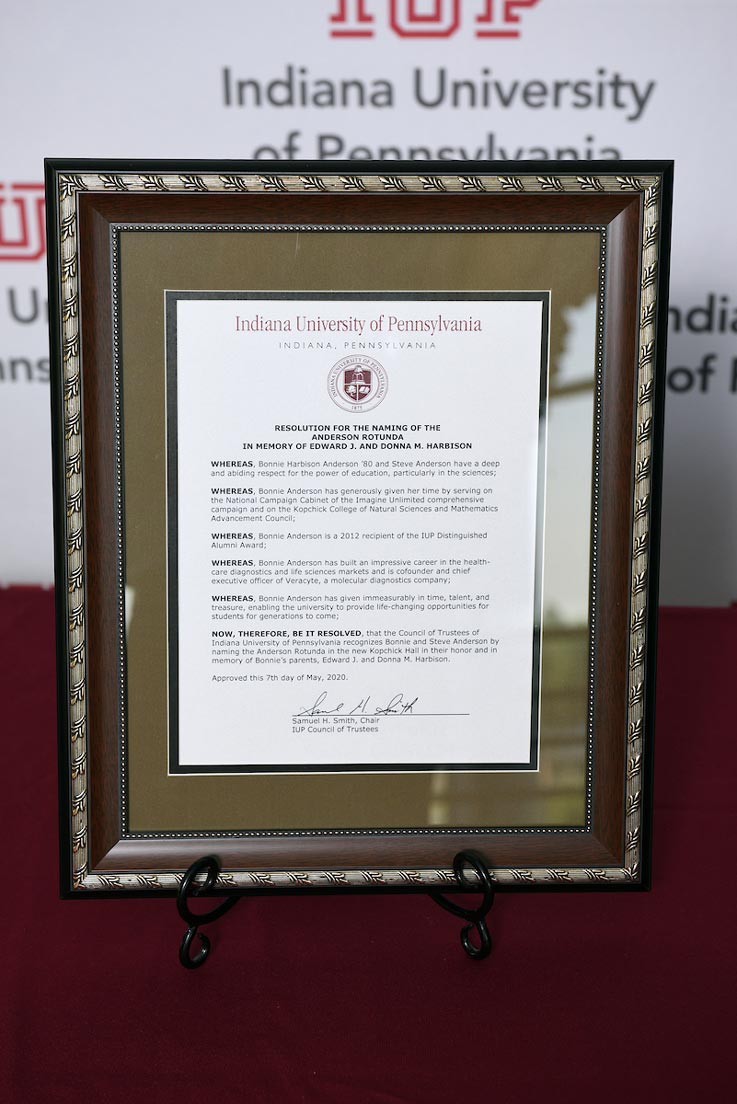 IUP
Indiana University
of Pennsylvania
Indiana University of Pennsylvania
INDIANA, PENNSYLVANIA
INDIANA UNIVERSITY OF PENNSYLVANIA
1875
RESOLUTION FOR THE NAMING OF THE
ANDERSON ROTUNDA
IN MEMORY OF EDWARD J. AND DONNA M. HARBISON
WHEREAS, Bonnie Harbison Anderson '80 and Steve Anderson have a deep
and abiding respect for the power of education, particularly in the sciences;
WHEREAS, Bonnie Anderson has generously given her time by serving on
the National Campaign Cabinet of the Imagine Unlimited comprehensive
campaign and on the Kopchick College of Natural Sciences and Mathematics
Advancement Council;
WHEREAS, Bonnie Anderson is a 2012 recipient of the IUP Distinguished
Alumni Award;
WHEREAS, Bonnie Anderson has built an impressive career in the health-
care diagnostics and life sciences markets and is cofounder and chief
executive officer of Veracyte, a molecular diagnostics company;
WHEREAS, Bonnie Anderson has given immeasurably in time, talent, and
treasure, enabling the university to provide life-changing opportunities for
students for generations to come;
NOW, THEREFORE, BE IT RESOLVED, that the Council of Trustees of
Indiana University of Pennsylvania recognizes Bonnie and Steve Anderson by
naming the Anderson Rotunda in the new Kopchick Hall in their honor and in
memory of Bonnie's parents, Edward J. and Donna M. Harbison.
Approved this 7th day of May, 2020.
Samuel H. Smith
Samuel H. Smith, Chair
IUP Council of Trustees